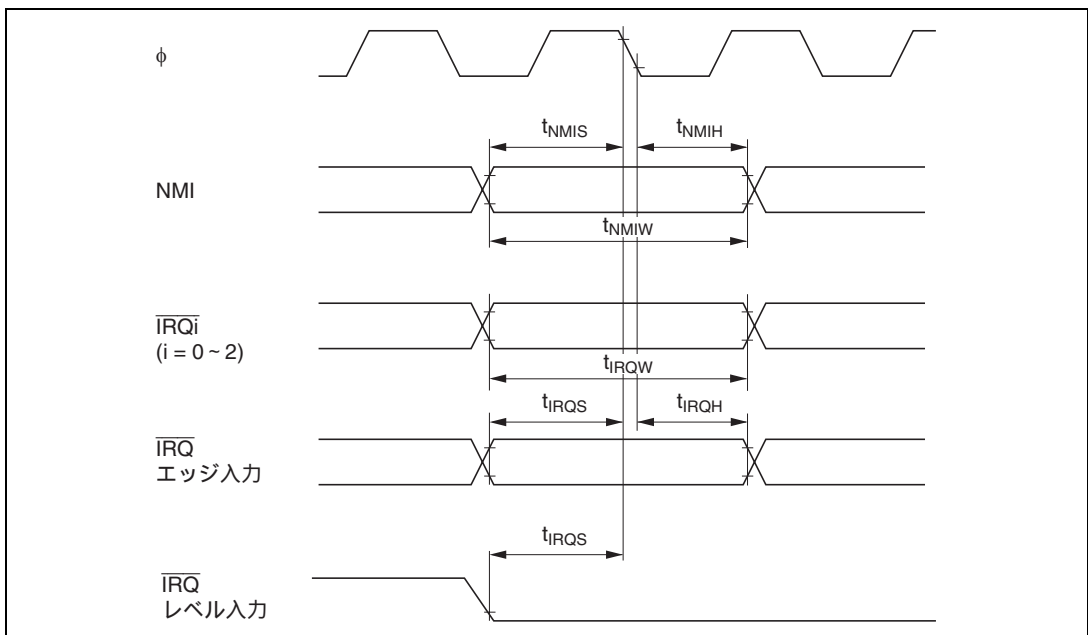 φ
tNMIS
tNMIH
NMI
tNMIW
IRQi
(i = 0 ~ 2)
tIRQW
tIRQS
tIRQH
IRQ
エッジ入力
tIRQS
IRQ
レベル入力